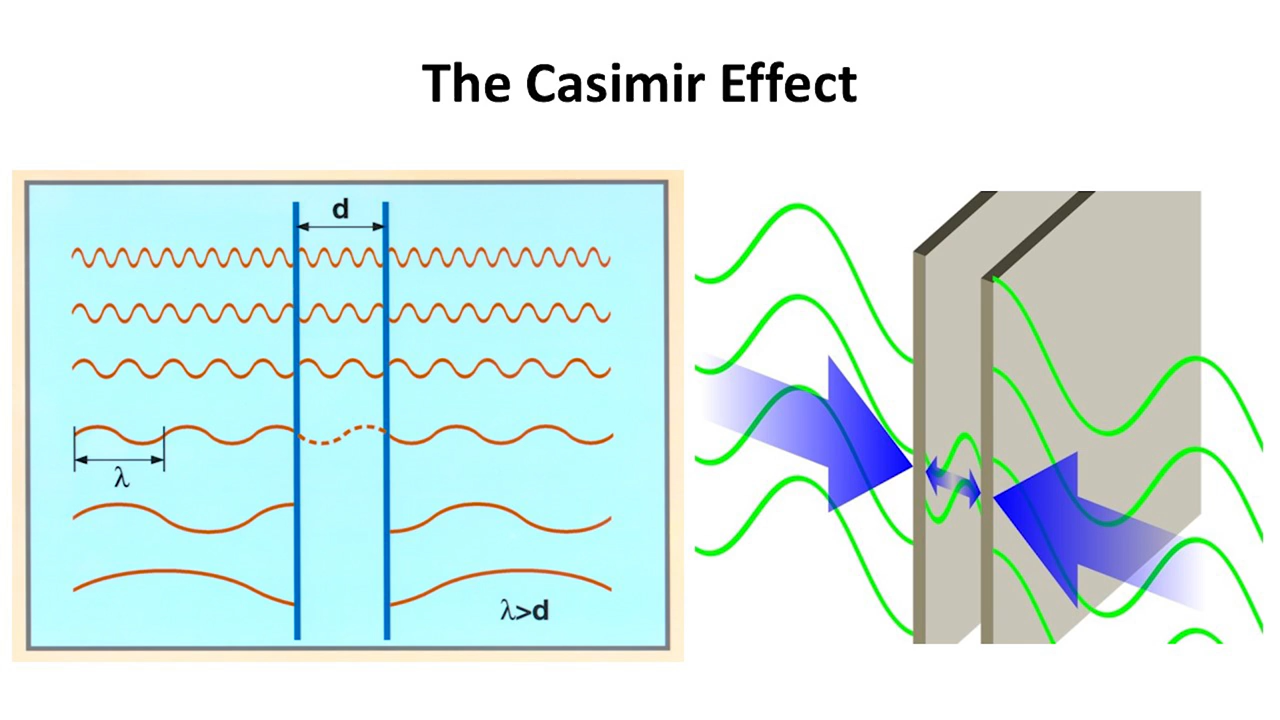 The Casimir Effect
d
λ
λ>d